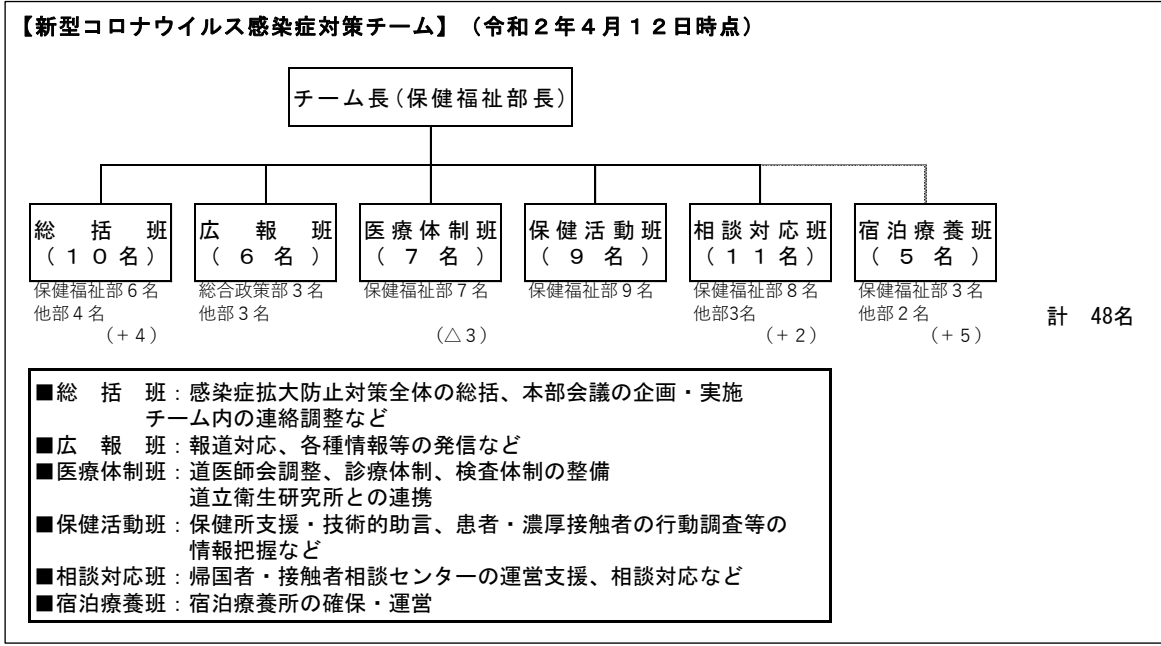 【新型コロナウイルス感染症対策チーム】（令和２年４月１２日時点）
チーム長（保健福祉部長）
総括班
（１０名）
保健福祉部６名
他部４名
（+４）
広報班
（６名）
総合政策部３名
他部３名
医療体制班
（７名）
保健福祉部７名
（△３）
保健活動班
（９名）
保健福祉部９名
相談対応班
（１１名）
保健福祉部８名
他部3名
（+２）
宿泊療養班
（５名）
保健福祉部３名
他部２名
（+５）
計　48名
■総　括　班：感染症拡大防止対策全体の総括、本部会議の企画・実施
チーム内の連絡調整など
■広　報　班：報道対応、各種情報等の発信など
■医療体制班：道医師会調整、診療体制、検査体制の整備
道立衛生研究所との連携
■保健活動班：保健所支援・技術的助言、患者・濃厚接触者の行動調査等の
情報把握など
■相談対応班：帰国者・接触者相談センターの運営支援、相談対応など
■宿泊療養班：宿泊療養所の確保・運営